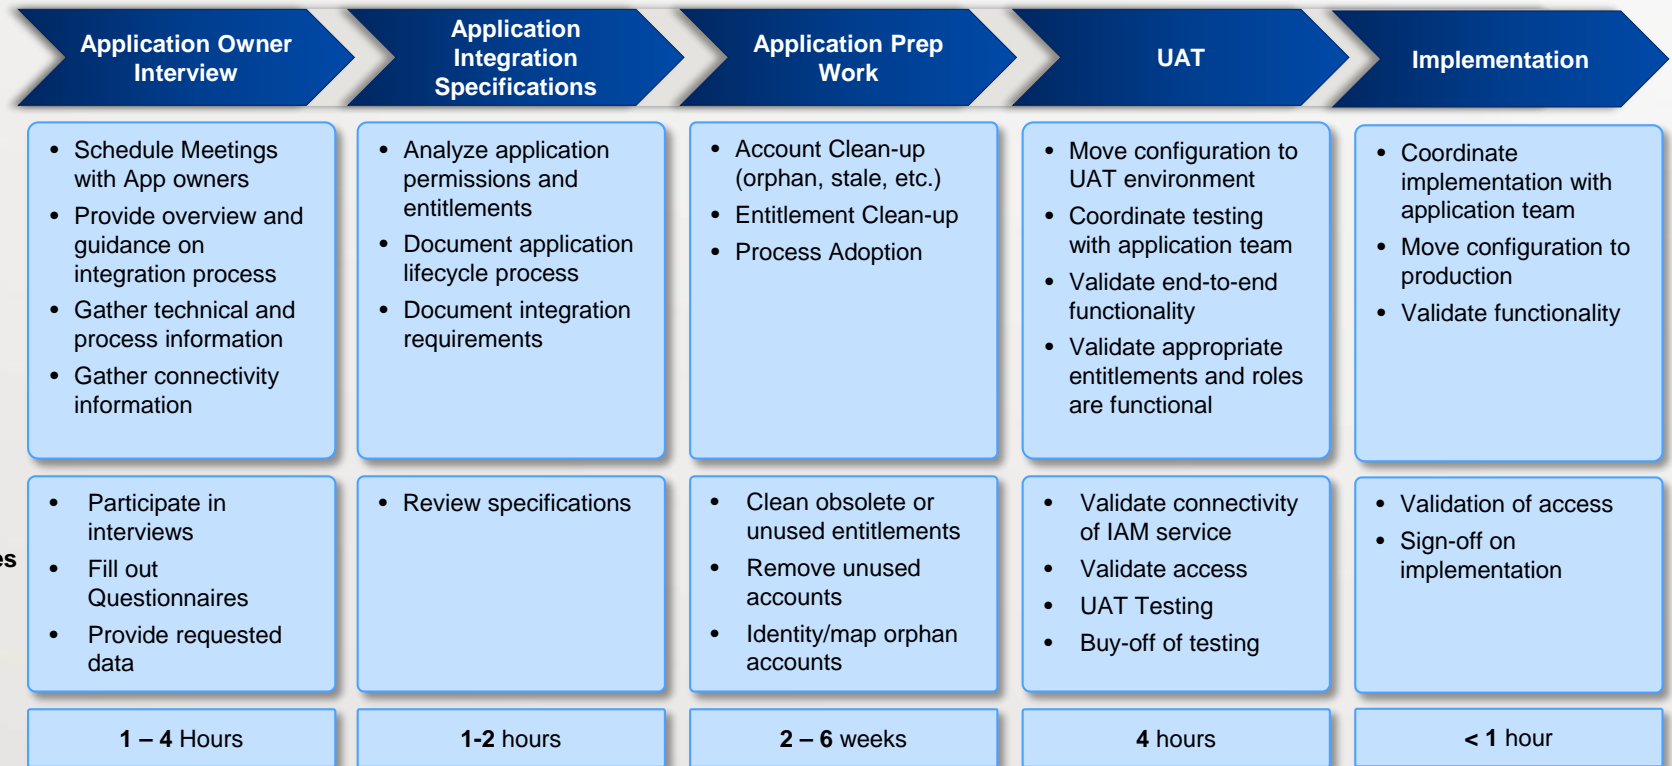 Application Owner
Interview
Application
Integration
Specifications
Application Prep
Work
UAT
Implementation
• Schedule Meetings
with App owners
• Provide overview and
guidance on
integration process
• Gather technical and
process information
• Gather connectivity
information
• Analyze application
permissions and
entitlements
• Document application
lifecycle process
• Document integration
requirements
• Account Clean-up
(orphan, stale, etc.)
• Entitlement Clean-up
• Process Adoption
• Move configuration to
UAT environment
• Coordinate testing
with application team
• Validate end-to-end
functionality
• Validate appropriate
entitlements and roles
are functional
• Coordinate
implementation with
application team
• Move configuration to
production
• Validate functionality
• Participate in
interviews
• Fill out
Questionnaires
• Provide requested
data
• Review specifications
• Clean obsolete or
unused entitlements
• Remove unused
accounts
• Identity/map orphan
accounts
• Validate connectivity
of IAM service
• Validate access
• UAT Testing
• Buy-off of testing
• Validation of access
• Sign-off on
implementation
1 – 4 Hours
1-2 hours
2 – 6 weeks
4 hours
< 1 hour